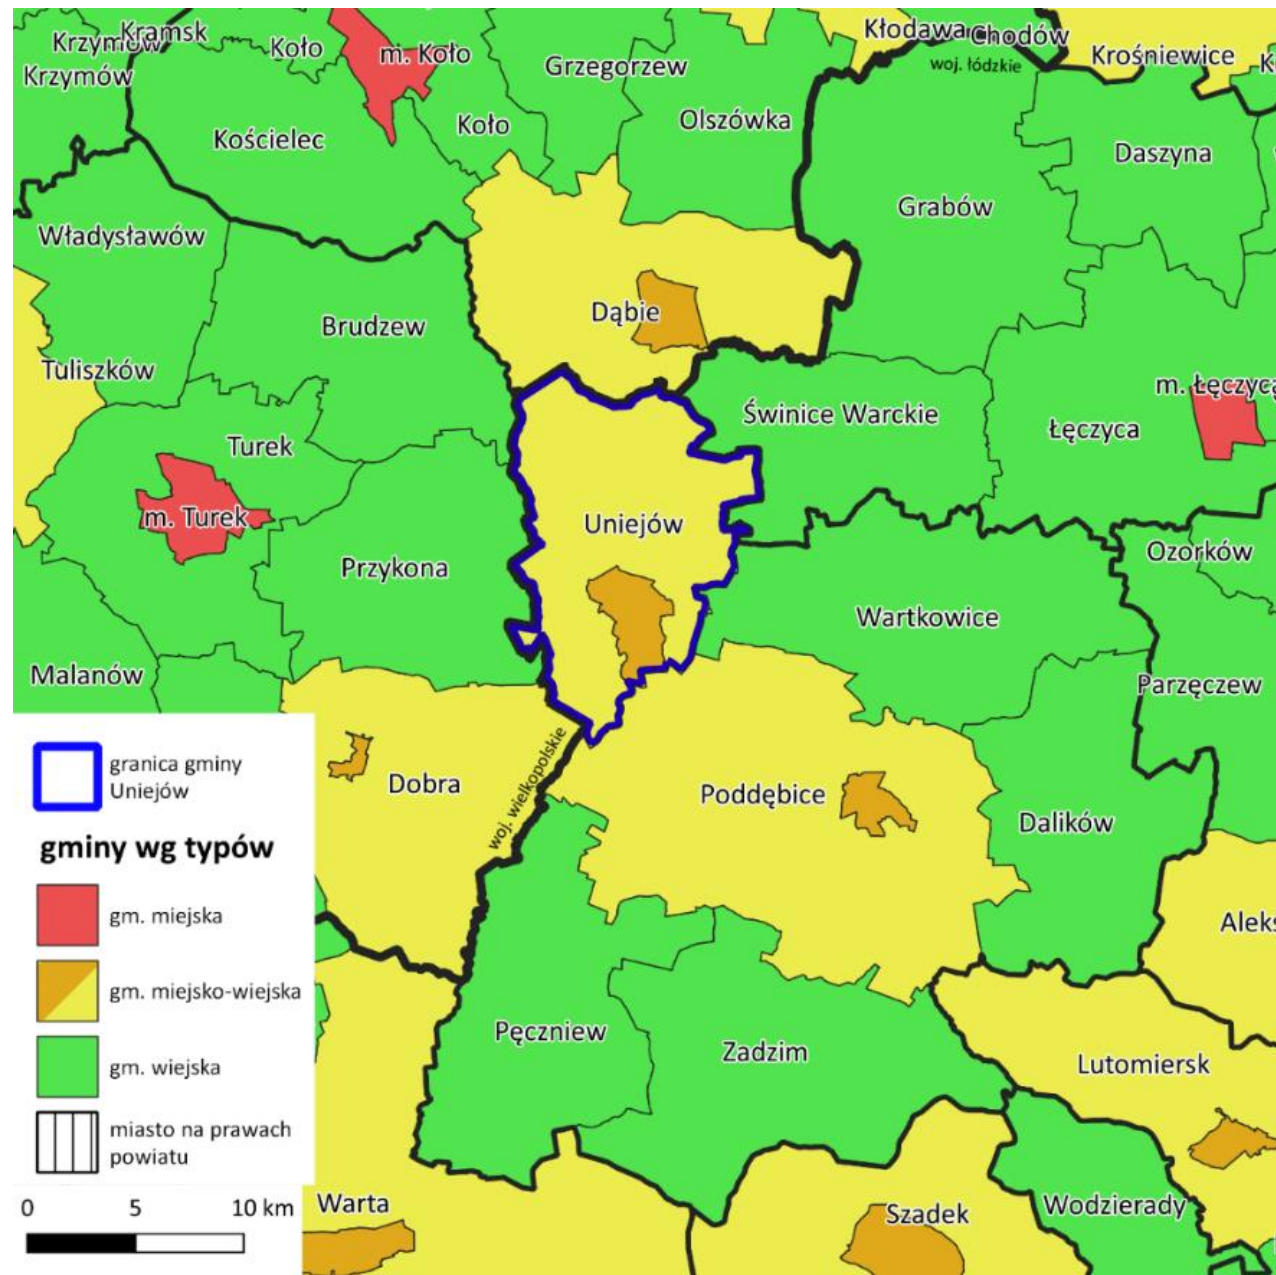 Kramsk
Krzymów
Krzymów
Koło
m. Koło
Grzegorzew
Kłodawa
Chodów
woj. łódzkie
Krośniewice
Kościelec
Koło
Olszówka
Daszyna
Grabów
Władysławów
Brudzew
Dąbie
Tuliszków
Świnice Warckie
m. Łęczyca
Łęczyca
Turek
m. Turek
Uniejów
Przykona
Ozorków
Wartkowice
Malanów
Parzęczew
Dobra
woj. wielkopolskie
Poddębice
Dalików
Aleks
Pęczniew
Zadzim
Lutomiersk
Warta
Szadek
Wodzierady
granica gminy
Uniejów
gminy wg typów
gm. miejska
gm. miejsko-wiejska
gm. wiejska
miasto na prawach
powiatu
0 5 10 km